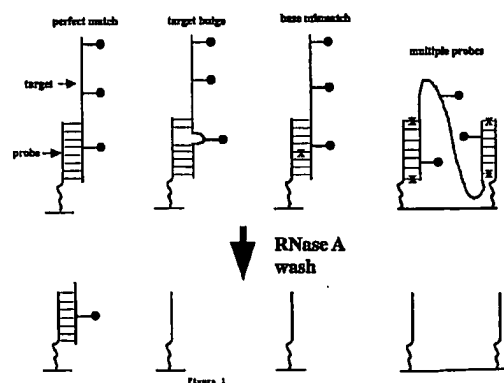 perfect match
target bulge
base mismatch
multiple probes
target
probe
RNase A
wash
Figure 1